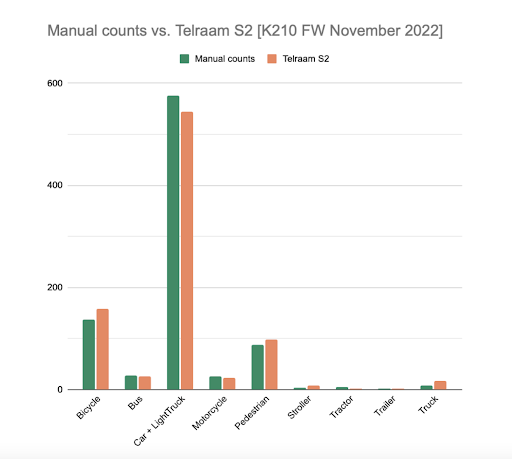 Manual counts vs. Telraam S2 [K210 FW November 2022]
Manual counts
Telraam S2
600
400
200
0
Bicycle
Bus
Car + LightTruck
Motorcycle
Pedestrian
Stroller
Tractor
Trailer
Truck